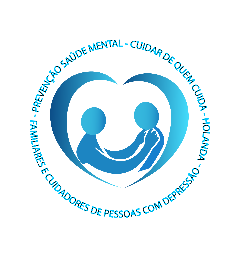 PREVENÇÃO SAÚDE MENTAL - CUIDAR DE QUEM CUIDA - HOLANDA - FAMILIARES E CUIDADORES DE PESSOAS COM DEPRESSÃO -